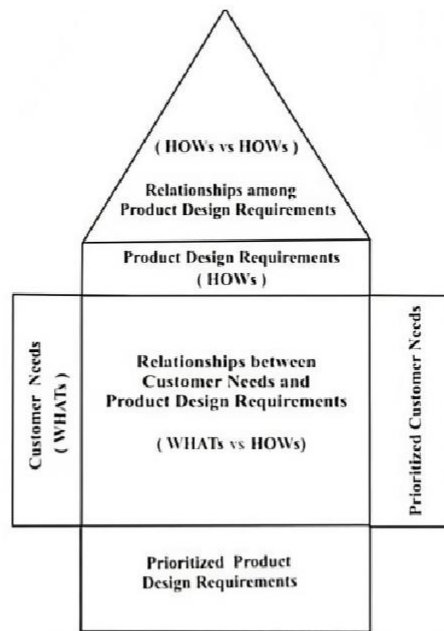 ( HOWs vs HOWs )
Relationships among
Product Design Requirements
Product Design Requirements
( HOWs )
Customer Needs
( WHATs )
Relationships between
Customer Needs and
Product Design Requirements
( WHATs vs HOWs)
Prioritized Customer Needs
Prioritized Product
Design Requirements